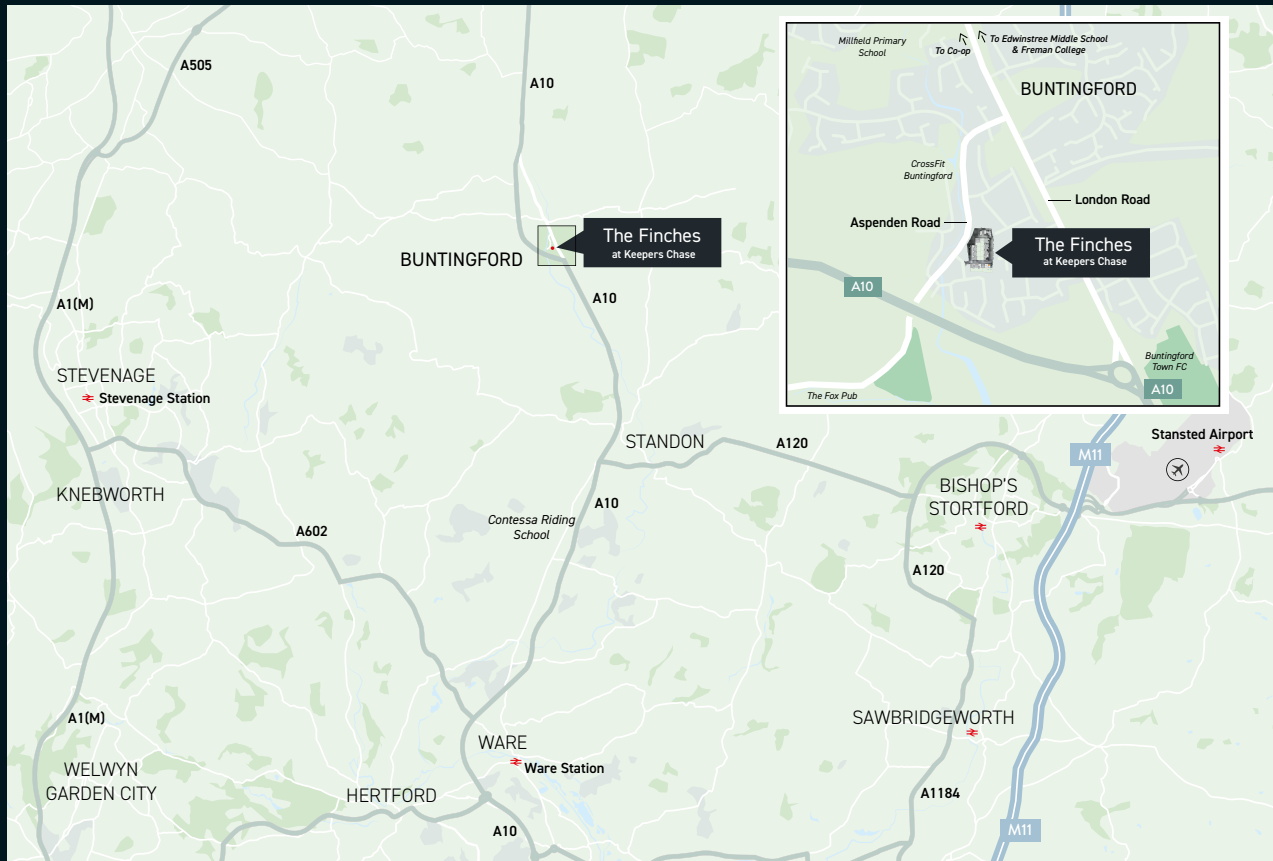 A505
A10
BUNTINGFORD
The Finches
at Keepers Chase
A10
A1(M)
STEVENAGE
Stevenage Station
KNEBWORTH
A602
STANDON
A120
A10
Contessa Riding
School
BISHOP'S
STORTFORD
A120
M11
Stansted Airport
A1(M)
WELWYN
GARDEN CITY
HERTFORD
WARE
Ware Station
A10
SAWBRIDGEWORTH
A1184
M11
Millfield Primary
School
To Co-op
To Edwinstree Middle School
& Freman College
BUNTINGFORD
CrossFit
Buntingford
London Road
Aspenden Road
The Finches
at Keepers Chase
A10
Buntingford
Town FC
A10
The Fox Pub